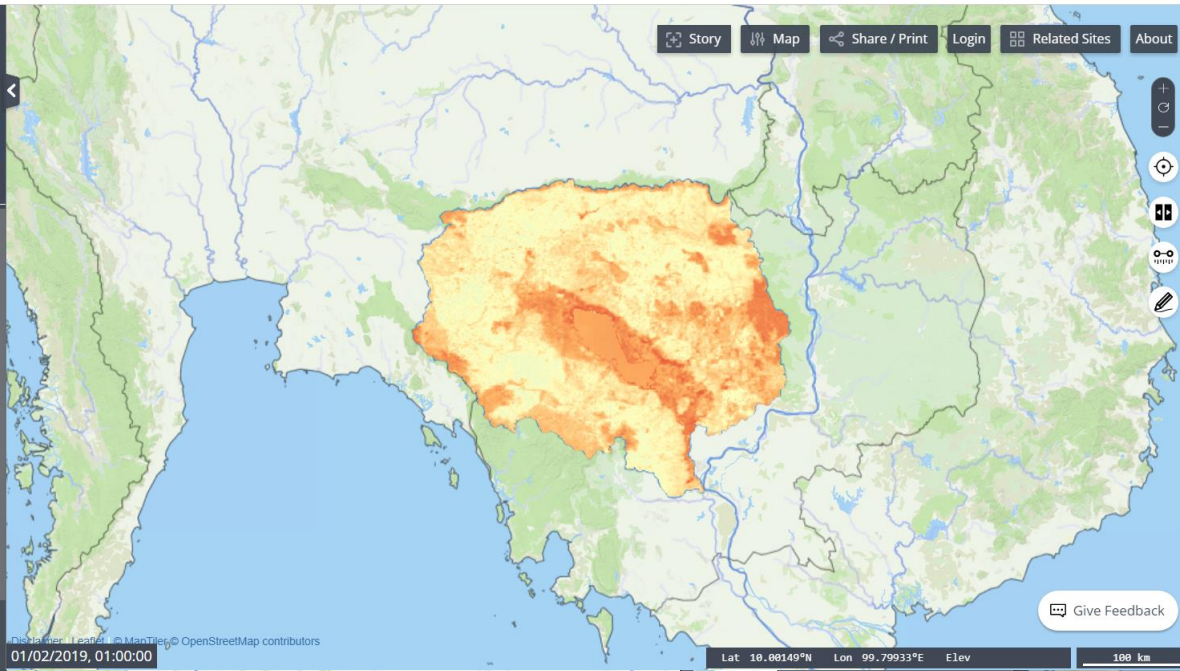 Story
Map
Share / Print
Login
Related Sites
About
Give Feedback
Disclaimer Leaflet | © MapTiler © OpenStreetMap contributors
01/02/2019, 01:00:00
Lat 10.00149°N Lon 99.79933°E Elev
100 km